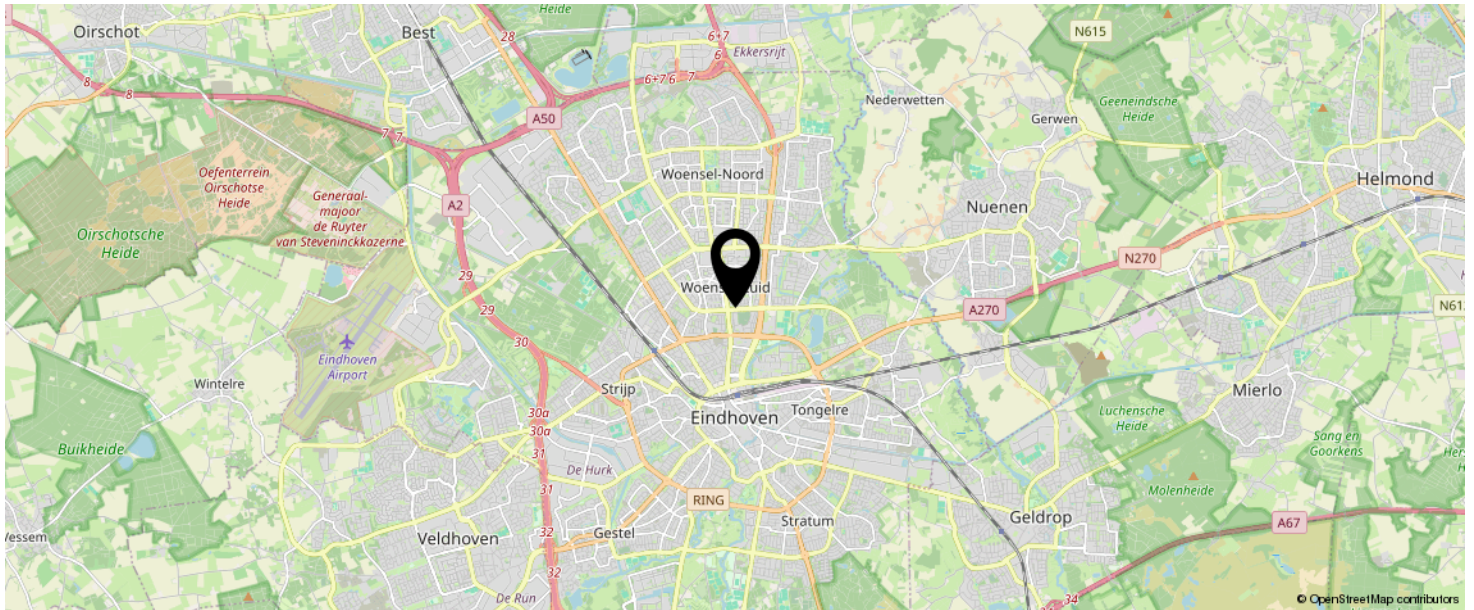 Oirschot
Best
28
Heide
6+7
6
Ekkersrijt
N615
8
8
6+7 6
7
Nederwetten
Geeneindsche
Heide
A50
Gerwen
7
7
Oefenterrein
Oirschotse
Heide
Woensel-Noord
Helmond
Generaal-
majoor
de Ruyter
van Steveninckkazerne
A2
Nuenen
Oirschotsche
Heide
N270
29
Woensel-Zuid
29
A270
30
Eindhoven
Airport
Wintelre
Strijp
Mierlo
Eindhoven
Tongelre
30a
30a
Luchensche
Heide
Buikheide
31
De Hurk
Sang en
Goorkens
31
RING
Molenheide
Geldrop
Stratum
A67
Vessem
Veldhoven
32
Gestel
32
De Run
34
© OpenStreetMap contributors